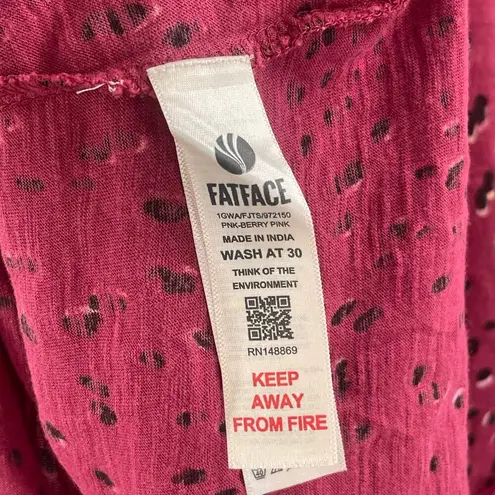 FATFACE
1GWA/FJTS/972150
PNK-BERRY PINK
MADE IN INDIA
WASH AT 30
THINK OF THE
ENVIRONMENT
RN148869
KEEP
AWAY
FROM FIRE